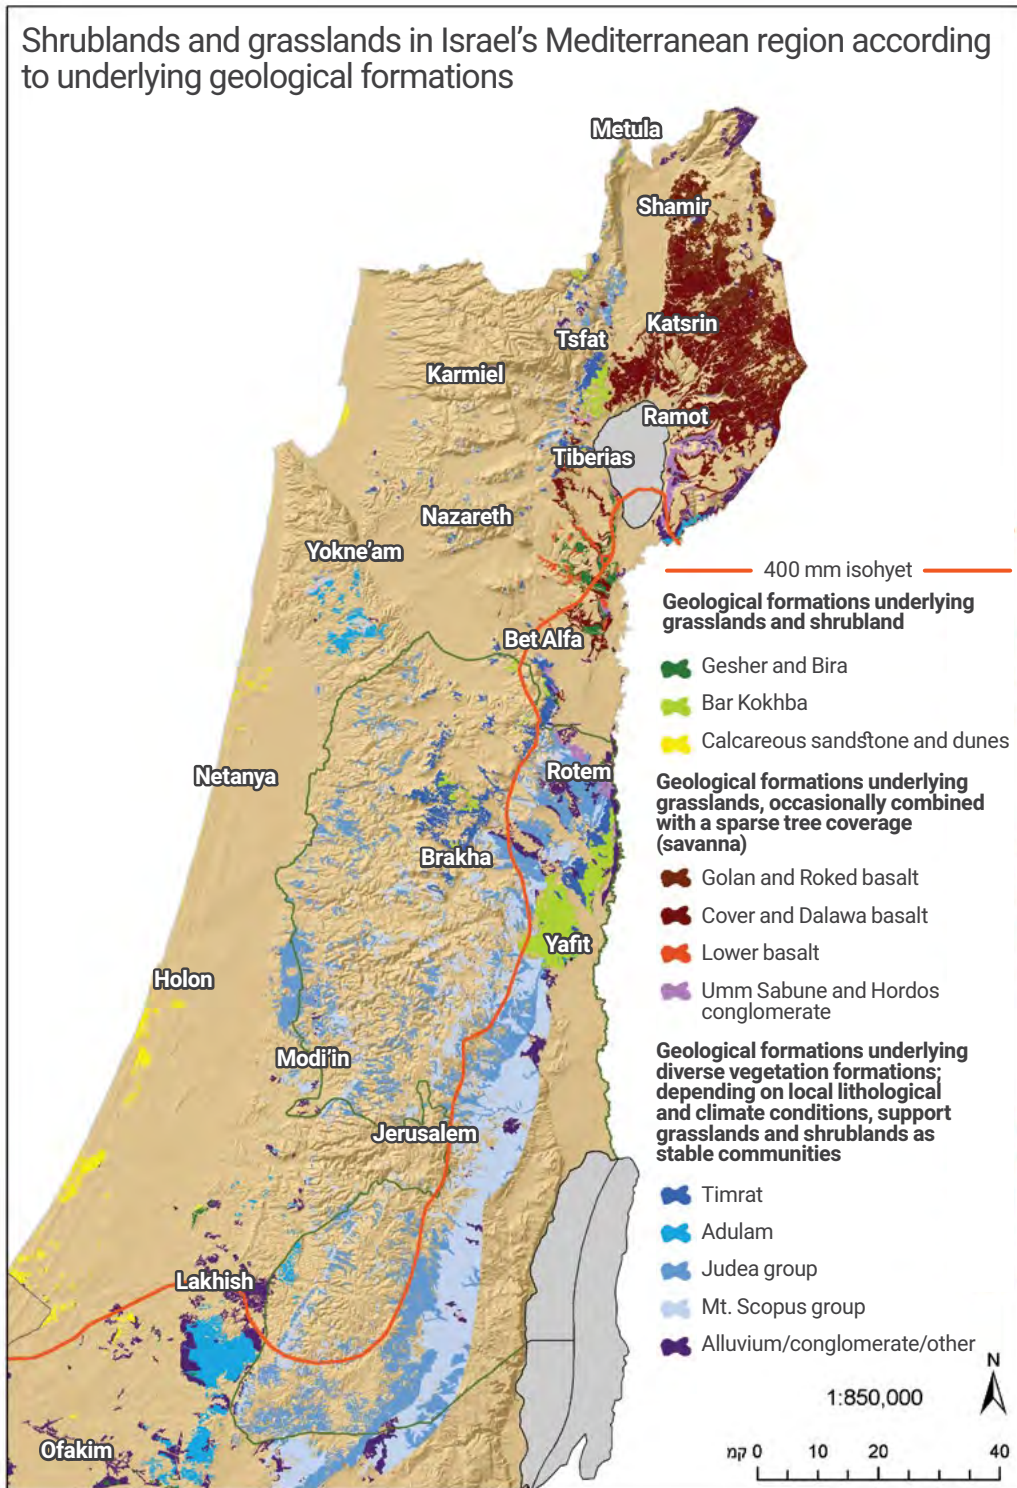 Shrublands and grasslands in Israel's Mediterranean region according
to underlying geological formations
Metula
Shamir
Katsrin
Tsfat
Karmiel
Ramot
Tiberias
Nazareth
Yokne'am
Bet Alfa
Netanya
Rotem
Brakha
Yafit
Holon
Modi'in
Jerusalem
Lakhish
Ofakim
400 mm isohyet
Geological formations underlying
grasslands and shrubland
Gesher and Bira
Bar Kokhba
Calcareous sandstone and dunes
Geological formations underlying
grasslands, occasionally combined
with a sparse tree coverage
(savanna)
Golan and Roked basalt
Cover and Dalawa basalt
Lower basalt
Umm Sabune and Hordos
conglomerate
Geological formations underlying
diverse vegetation formations;
depending on local lithological
and climate conditions, support
grasslands and shrublands as
stable communities
Timrat
Adulam
Judea group
Mt. Scopus group
Alluvium/conglomerate/other
N
1:850,000
קמ 0 10 20 40